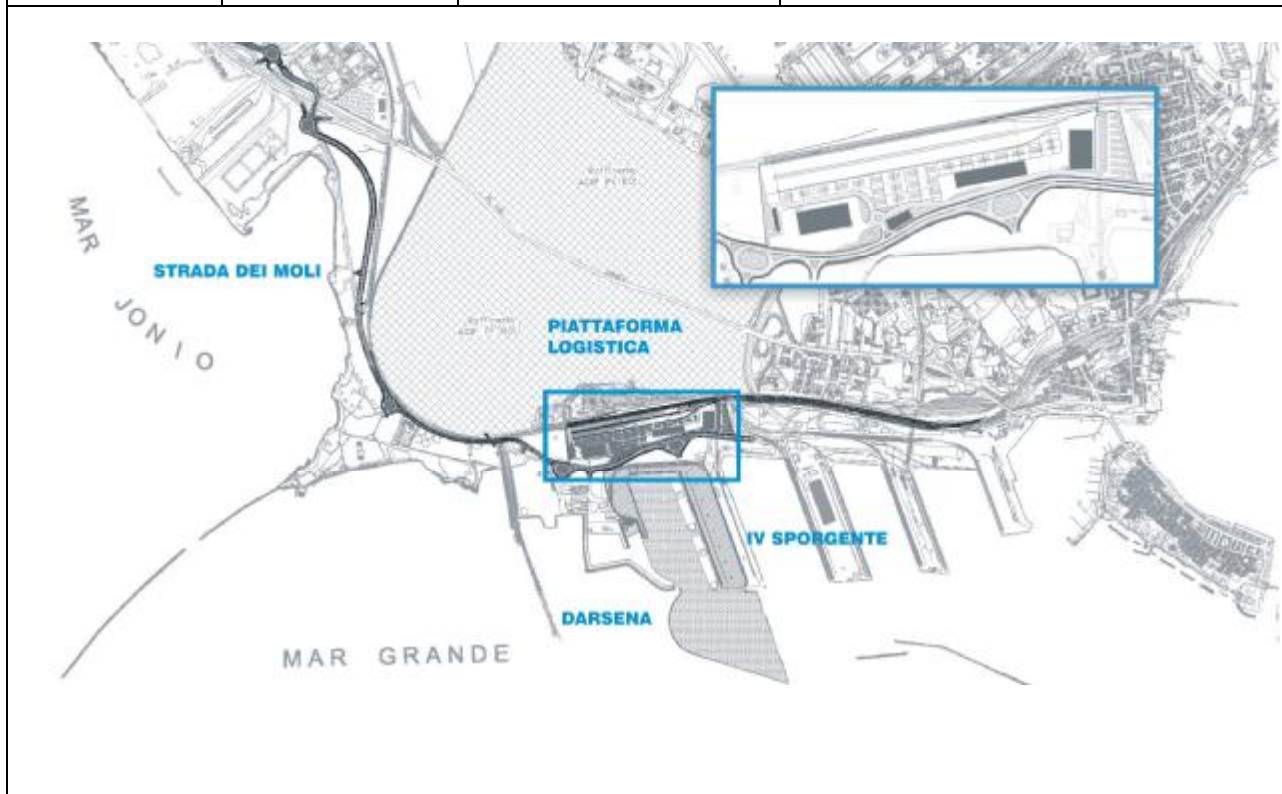 MAR
JONIO
STRADA DEI MOLI
PIATTAFORMA
LOGISTICA
IV SPORGENTE
DARSENA
MAR GRANDE